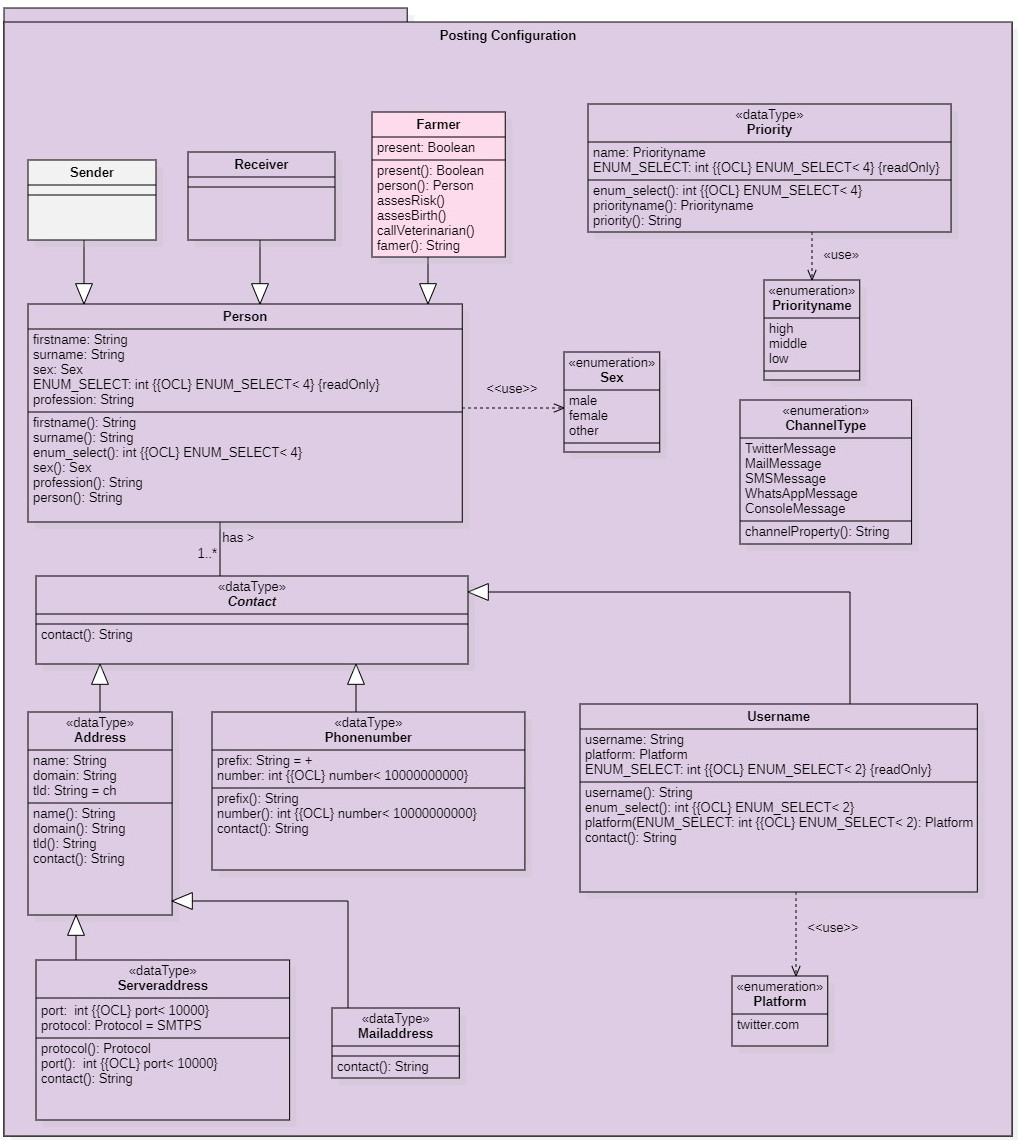 Posting Configuration
Sender
Receiver
Farmer
present: Boolean
present(): Boolean
person(): Person
assesRisk()
assesBirth()
callVeterinarian()
famer(): String
«dataType»
Priority
name: Priorityname
ENUM_SELECT: int {{OCL} ENUM_SELECT< 4} {readOnly}
enum_select(): int {{OCL} ENUM_SELECT< 4}
priorityname(): Priorityname
priority(): String
«use»
«enumeration»
Priorityname
high
middle
low
Person
firstname: String
surname: String
sex: Sex
ENUM_SELECT: int {{OCL} ENUM_SELECT< 4} {readOnly}
profession: String
firstname(): String
surname(): String
enum_select(): int {{OCL} ENUM_SELECT< 4}
sex(): Sex
profession(): String
person(): String
<<use>>
«enumeration»
Sex
male
female
other
«enumeration»
ChannelType
TwitterMessage
MailMessage
SMSMessage
WhatsAppMessage
ConsoleMessage
channelProperty(): String
has >
1..*
«dataType»
Contact
contact(): String
«dataType»
Address
name: String
domain: String
tld: String = ch
name(): String
domain(): String
tld(): String
contact(): String
«dataType»
Phonenumber
prefix: String = +
number: int {{OCL} number< 10000000000}
prefix(): String
number(): int {{OCL} number< 10000000000}
contact(): String
Username
username: String
platform: Platform
ENUM_SELECT: int {{OCL} ENUM_SELECT< 2} {readOnly}
username(): String
enum_select(): int {{OCL} ENUM_SELECT< 2}
platform(ENUM_SELECT: int {{OCL} ENUM_SELECT< 2): Platform
contact(): String
<<use>>
«enumeration»
Platform
twitter.com
«dataType»
Serveraddress
port:  int {{OCL} port< 10000}
protocol: Protocol = SMTPS
protocol(): Protocol
port():  int {{OCL} port< 10000}
contact(): String
«dataType»
Mailaddress
contact(): String